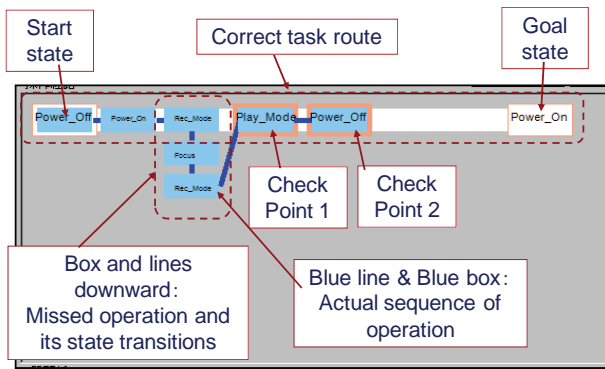 Start
state
Correct task route
Goal
state
Power_Off
Power_On
Rec_Mode
Play_Mode
Power_Off
Power_On
Focus
Rec_Mode
Check
Point 1
Check
Point 2
Box and lines
downward:
Missed operation and
its state transitions
Blue line & Blue box:
Actual sequence of
operation